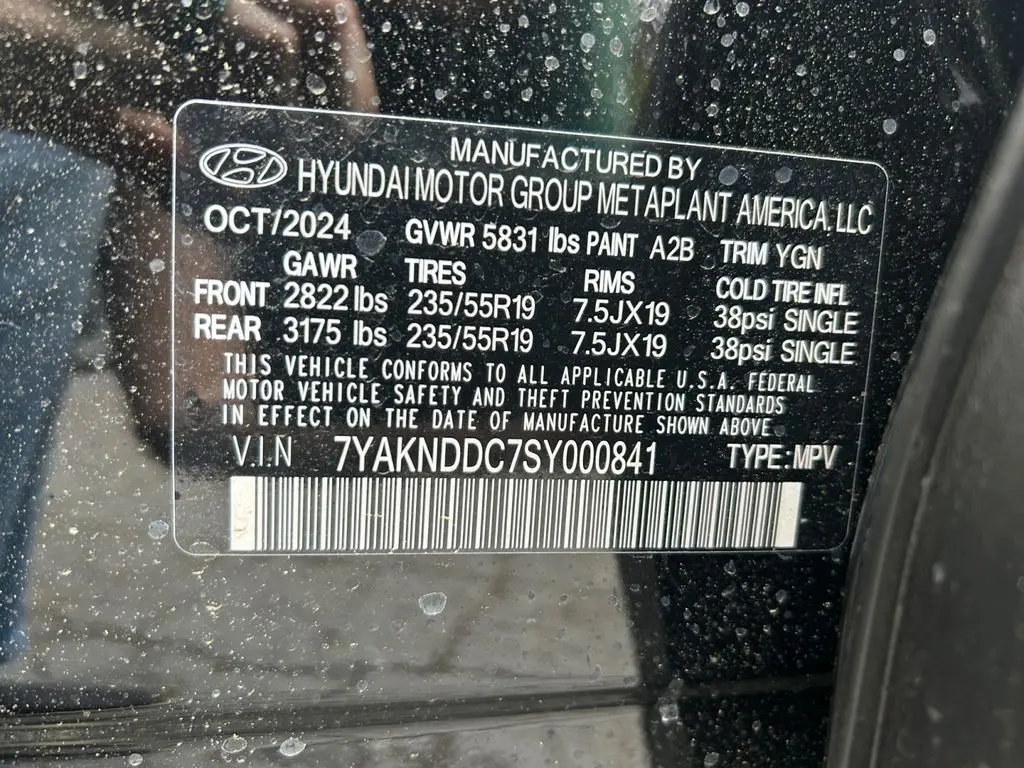 MANUFACTURED BY
HYUNDAI MOTOR GROUP METAPLANT AMERICA, LLC
OCT/2024 GVWR 5831 lbs PAINT A2B TRIM YGN
GAWR TIRES RIMS COLD TIRE INFL
FRONT 2822 lbs 235/55R19 7.5JX19 38psi SINGLE
REAR 3175 lbs 235/55R19 7.5JX19 38psi SINGLE
THIS VEHICLE CONFORMS TO ALL APPLICABLE U.S.A. FEDERAL
MOTOR VEHICLE SAFETY AND THEFT PREVENTION STANDARDS
IN EFFECT ON THE DATE OF MANUFACTURE SHOWN ABOVE
V.I.N 7YAKNDDC7SY000841 TYPE:MPV